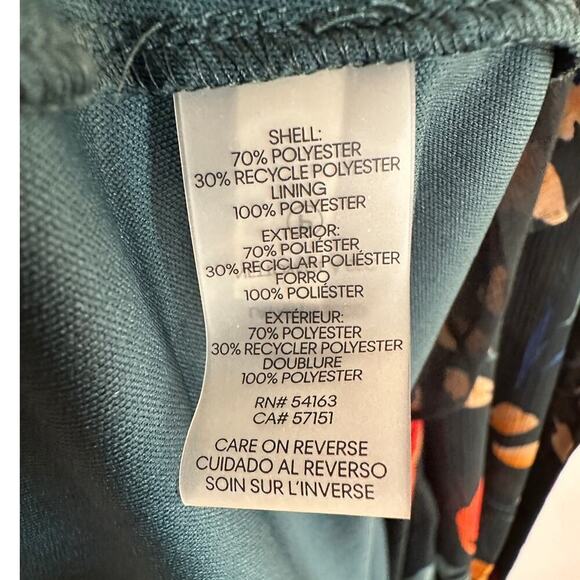 SHELL:
70% POLYESTER
30% RECYCLE POLYESTER
LINING
100% POLYESTER
EXTERIOR:
70% POLIÉSTER
30% RECICLAR POLIÉSTER
FORRO
100% POLIÉSTER
EXTÉRIEUR:
70% POLYESTER
30% RECYCLER POLYESTER
DOUBLURE
100% POLYESTER
RN# 54163
CA# 57151
CARE ON REVERSE
CUIDADO AL REVERSO
SOIN SUR L'INVERSE